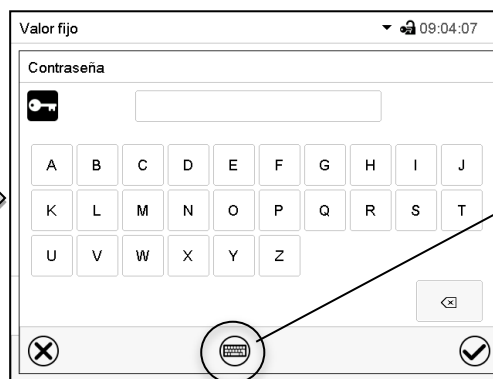 Valor fijo 09:04:07
Contraseña
A B C D E F G H I J
K L M N O P Q R S T
U V W X Y Z